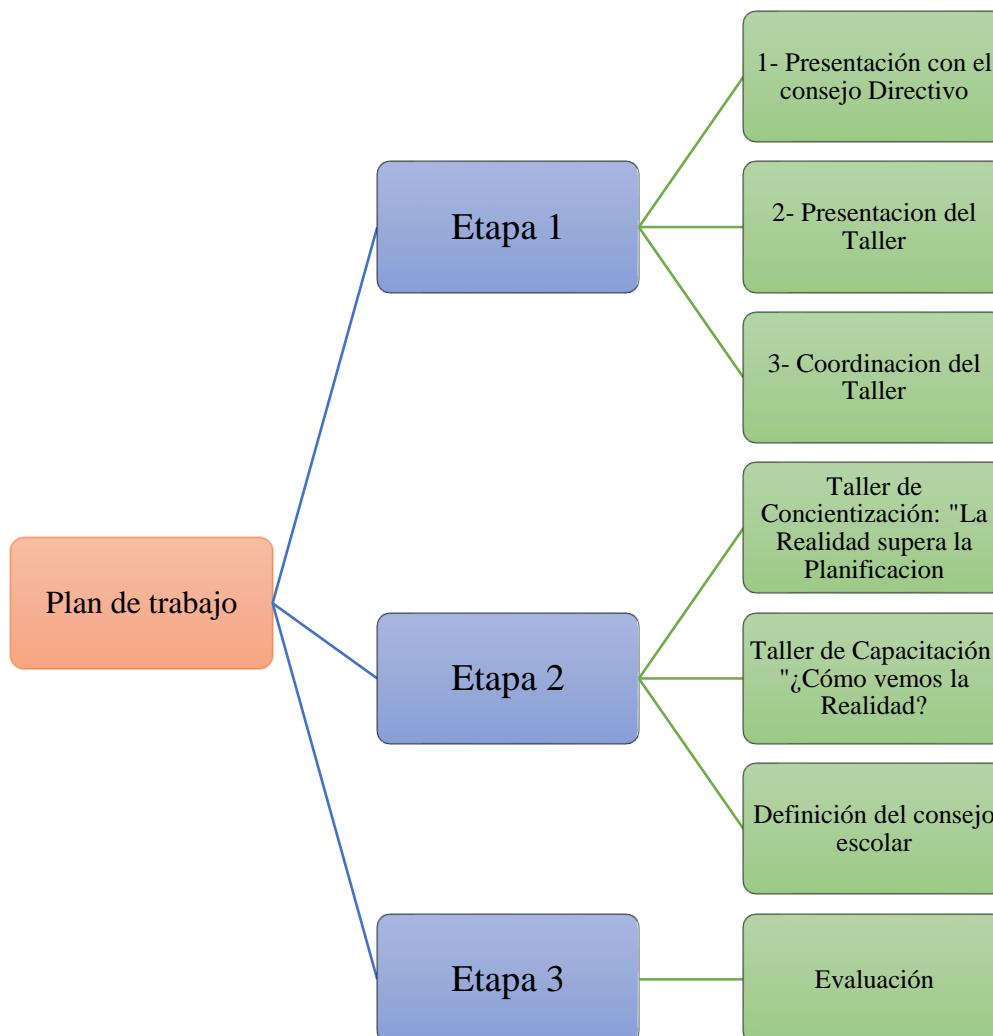 Plan de trabajo
Etapa 1
1- Presentación con el
consejo Directivo
2- Presentacion del
Taller
3- Coordinacion del
Taller
Etapa 2
Taller de
Concientización: "La
Realidad supera la
Planificacion
Taller de Capacitación
"¿Cómo vemos la
Realidad?
Definición del consejo
escolar
Etapa 3
Evaluación